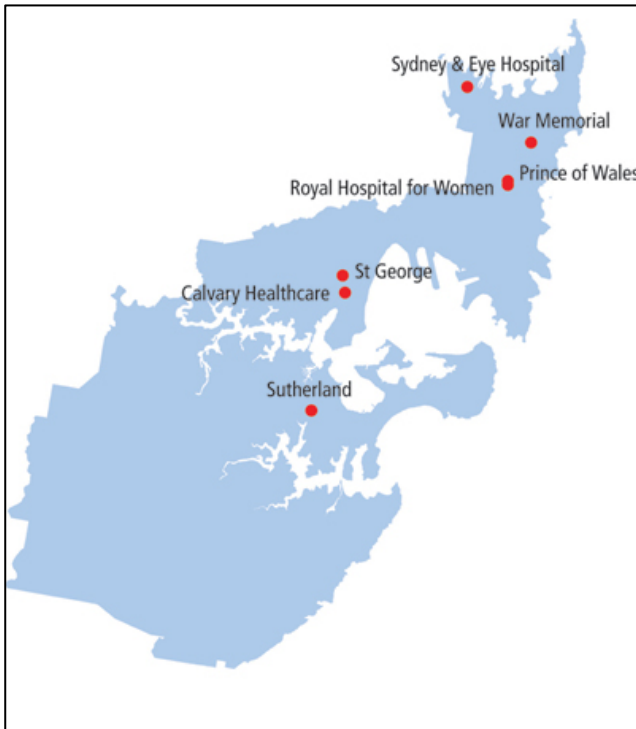 Sydney & Eye Hospital
War Memorial
Prince of Wales
Royal Hospital for Women
St George
Calvary Healthcare
Sutherland